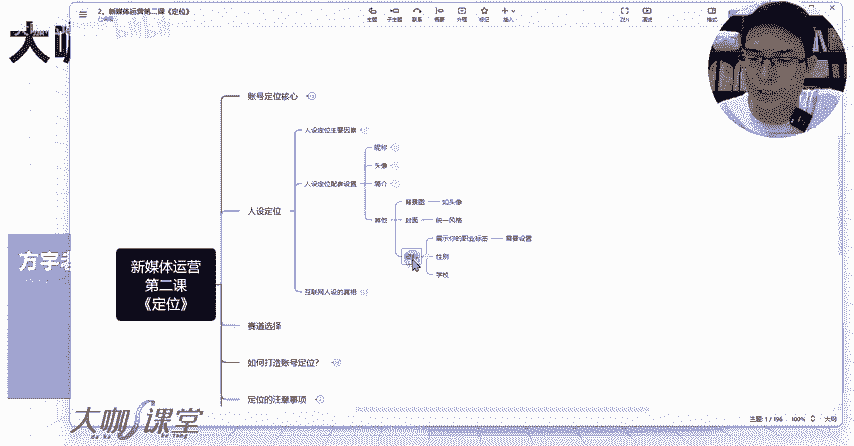 大咖
2、新媒体运营第二课《定位》
主题
子主题
联系
概要
外框
标记
插入
ZEN
演说
格式
账号定位核心
人设定位主要因素
昵称
头像
人设定位配套设置
简介
背景图
如头像
人设定位
其他
封面
统一风格
展示你的职业标签
需要设置
性别
学校
新媒体运营
第二课
《定位》
互联网人设的真相
赛道选择
如何打造账号定位?
定位的注意事项
方宇老
大咖课堂
主题: 1 / 196
100%
大纲